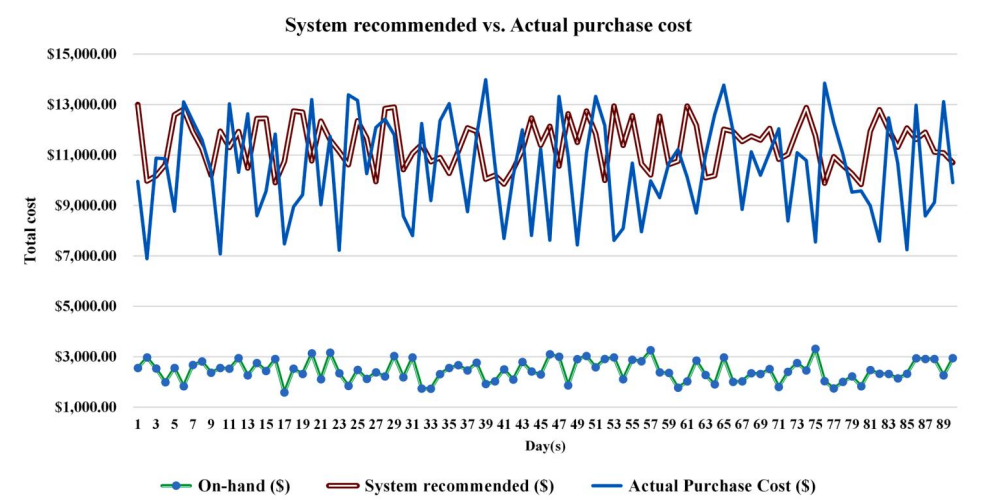 System recommended vs. Actual purchase cost
$15,000.00
$13,000.00
$11,000.00
$9,000.00
$7,000.00
$5,000.00
$3,000.00
$1,000.00
Total cost
1 3 5 7 9 11 13 15 17 19 21 23 25 27 29 31 33 35 37 39 41 43 45 47 49 51 53 55 57 59 61 63 65 67 69 71 73 75 77 79 81 83 85 87 89
Day(s)
On-hand ($) System recommended ($) Actual Purchase Cost ($)